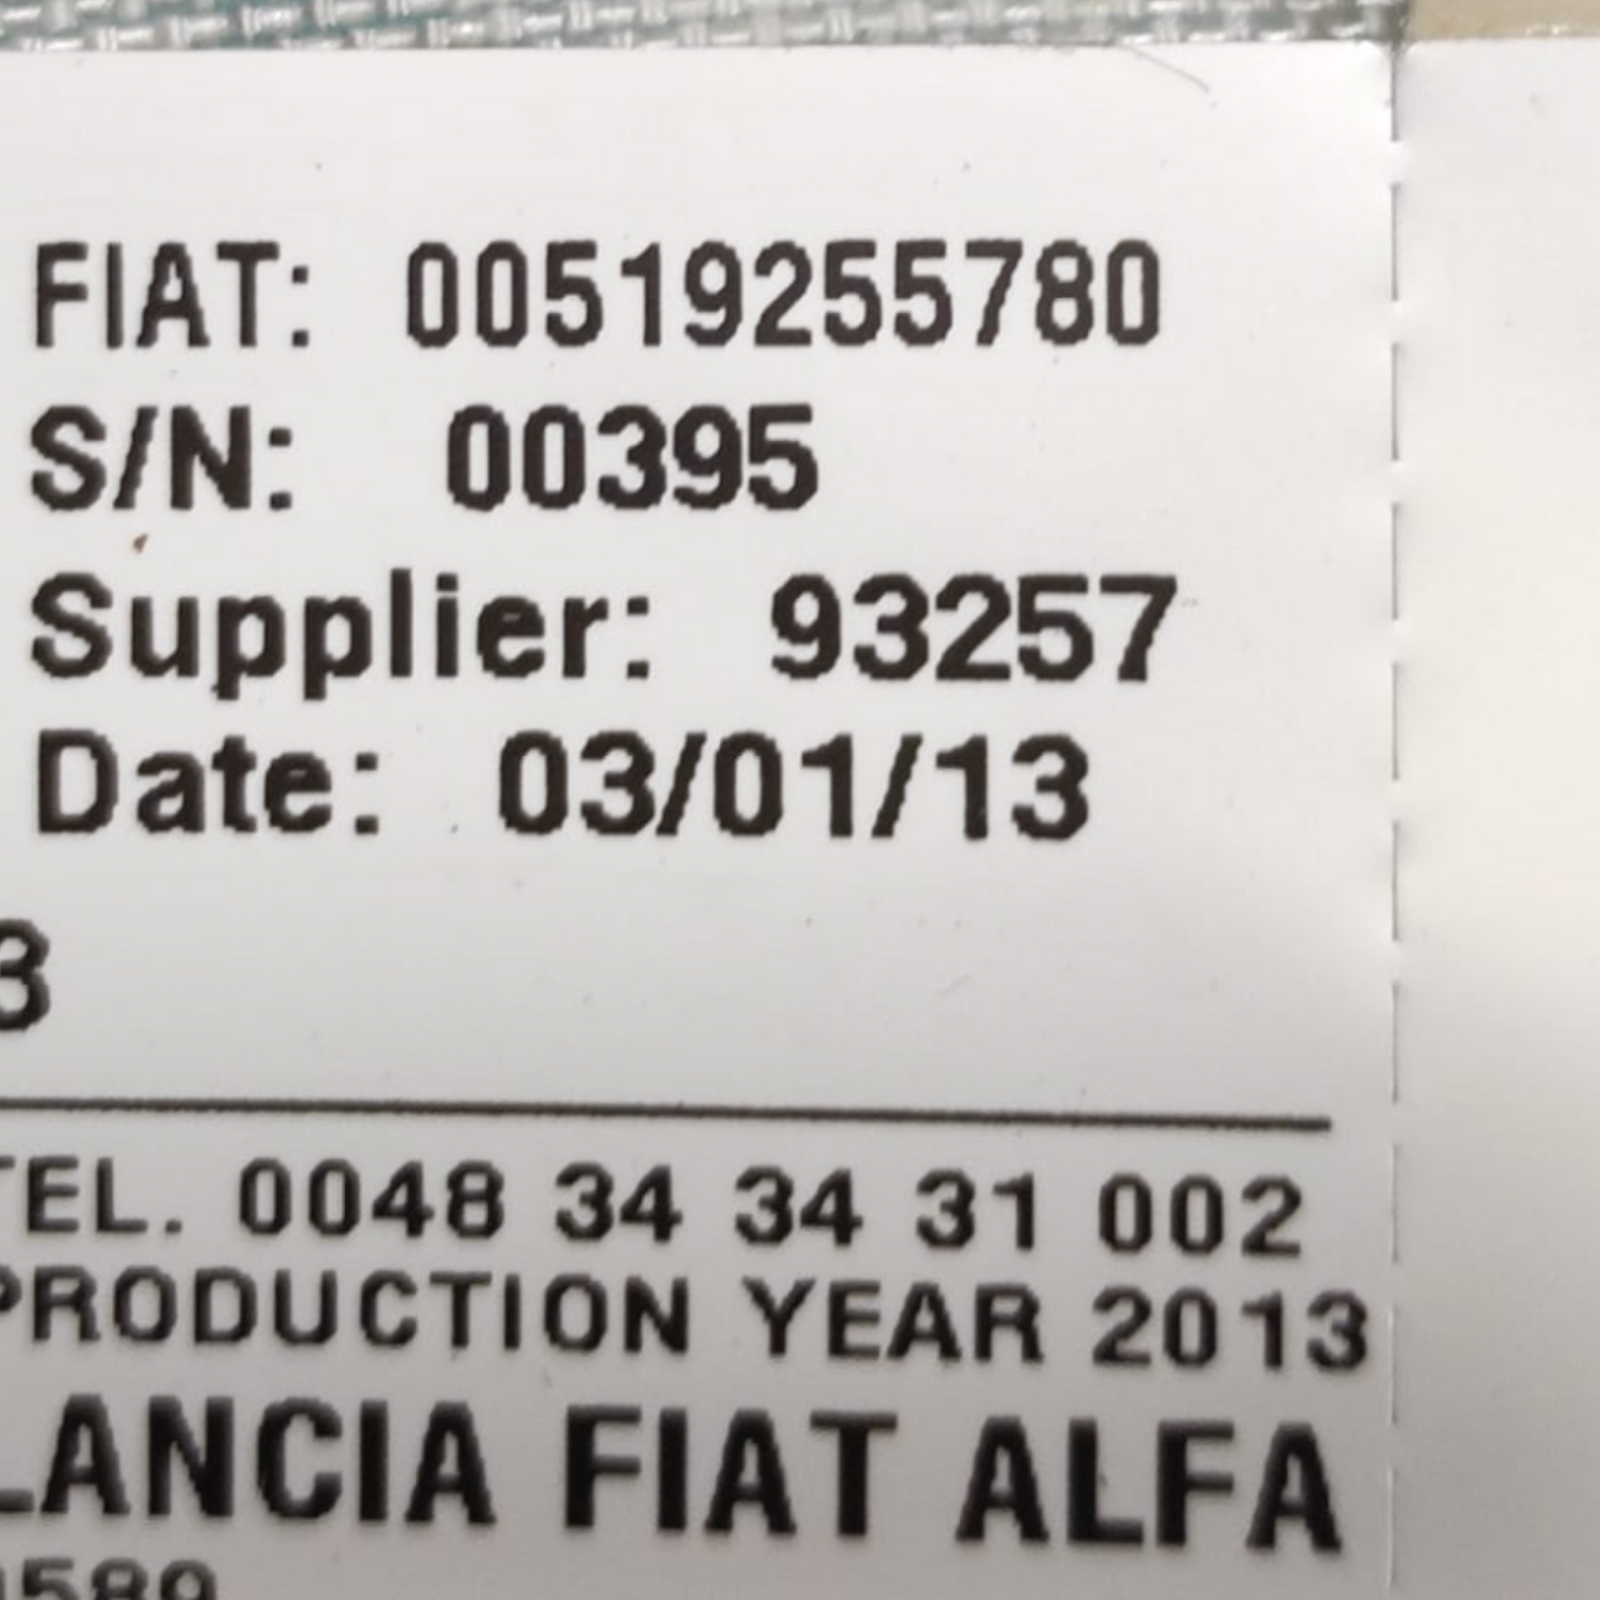 FIAT: 00519255780
S/N: 00395
Supplier: 93257
Date: 03/01/13
3
TEL. 0048 34 34 31 002
PRODUCTION YEAR 2013
LANCIA FIAT ALFA
589